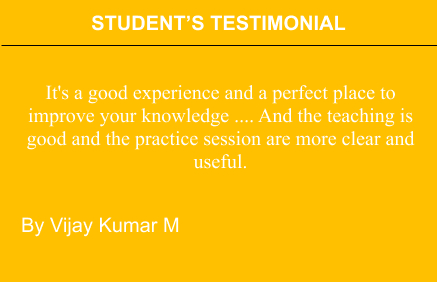 STUDENT’S TESTIMONIAL
It's a good experience and a perfect place to
improve your knowledge .... And the teaching is
good and the practice session are more clear and
useful.
By Vijay Kumar M